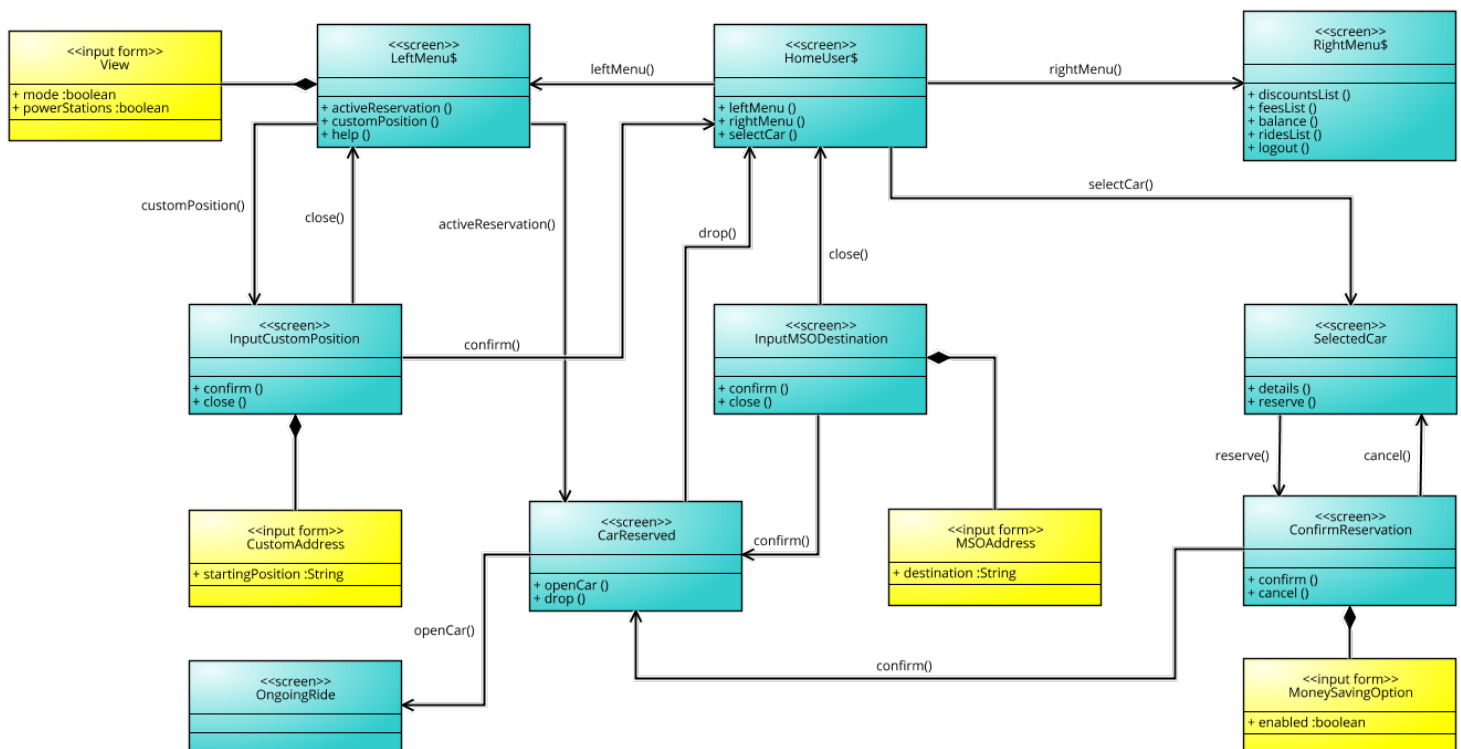 <<input form>>
View
+ mode :boolean
+ powerStations :boolean
<<screen>>
LeftMenu$
+ activeReservation ()
+ customPosition ()
+ help ()
leftMenu()
<<screen>>
HomeUser$
+ leftMenu ()
+ rightMenu ()
+ selectCar ()
rightMenu()
<<screen>>
RightMenu$
+ discountsList ()
+ feesList ()
+ balance ()
+ ridesList ()
+ logout ()
customPosition()
close()
activeReservation()
drop()
close()
selectCar()
<<screen>>
InputCustomPosition
+ confirm ()
+ close ()
confirm()
<<screen>>
InputMSODestination
+ confirm ()
+ close ()
<<screen>>
SelectedCar
+ details ()
+ reserve ()
reserve()
cancel()
<<input form>>
CustomAddress
+ startingPosition :String
<<screen>>
CarReserved
+ openCar ()
+ drop ()
confirm()
<<input form>>
MSOAddress
+ destination :String
<<screen>>
ConfirmReservation
+ confirm ()
+ cancel ()
openCar()
confirm()
<<screen>>
OngoingRide
<<input form>>
MoneySavingOption
+ enabled :boolean